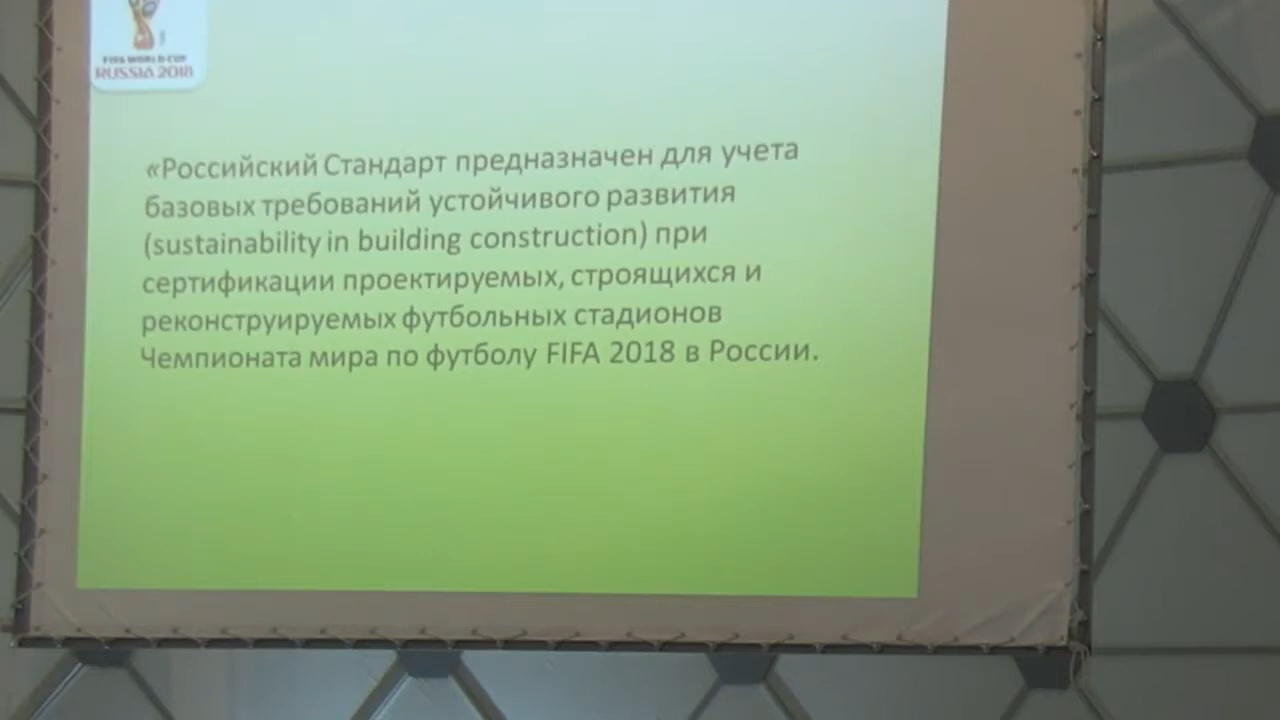 FIFA WORLD CUP
RUSSIA 2018
«Российский Стандарт предназначен для учета
базовых требований устойчивого развития
(sustainability in building construction) при
сертификации проектируемых, строящихся и
реконструируемых футбольных стадионов
Чемпионата мира по футболу FIFA 2018 в России.